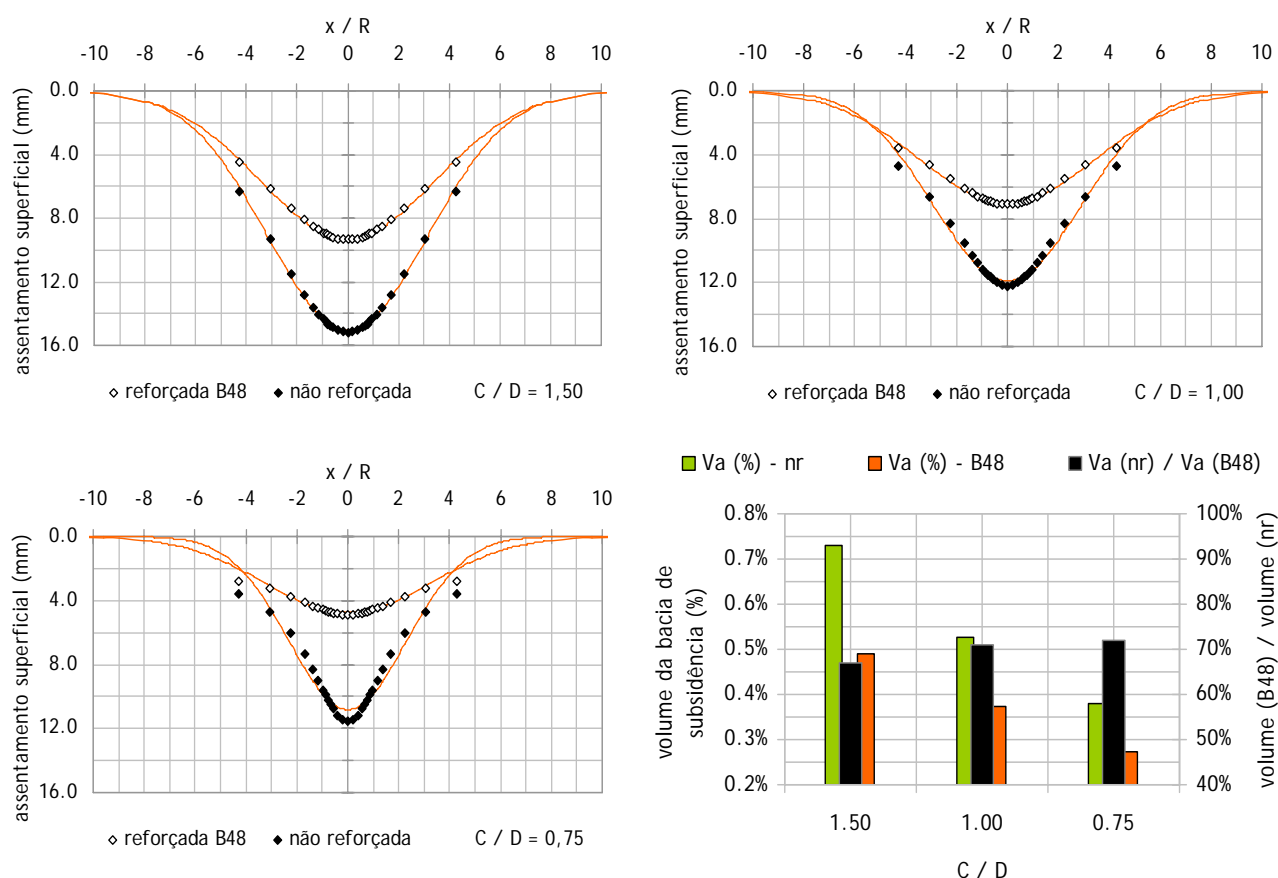 x / R
-10 -8 -6 -4 -2 0 2 4 6 8 10
assentamento superficial (mm)
0.0
4.0
8.0
12.0
16.0
◇ reforçada B48 ◆ não reforçada C / D = 1,50
x / R
-10 -8 -6 -4 -2 0 2 4 6 8 10
assentamento superficial (mm)
0.0
4.0
8.0
12.0
16.0
◇ reforçada B48 ◆ não reforçada C / D = 1,00
x / R
-10 -8 -6 -4 -2 0 2 4 6 8 10
assentamento superficial (mm)
0.0
4.0
8.0
12.0
16.0
◇ reforçada B48 ◆ não reforçada C / D = 0,75
Va (%) - nr Va (%) - B48 Va (nr) / Va (B48)
volume da bacia de
subsidência (%)
0.8%
0.7%
0.6%
0.5%
0.4%
0.3%
0.2%
100%
90%
80%
70%
60%
50%
40%
volume (B48) / volume (nr)
1.50 1.00 0.75
C / D